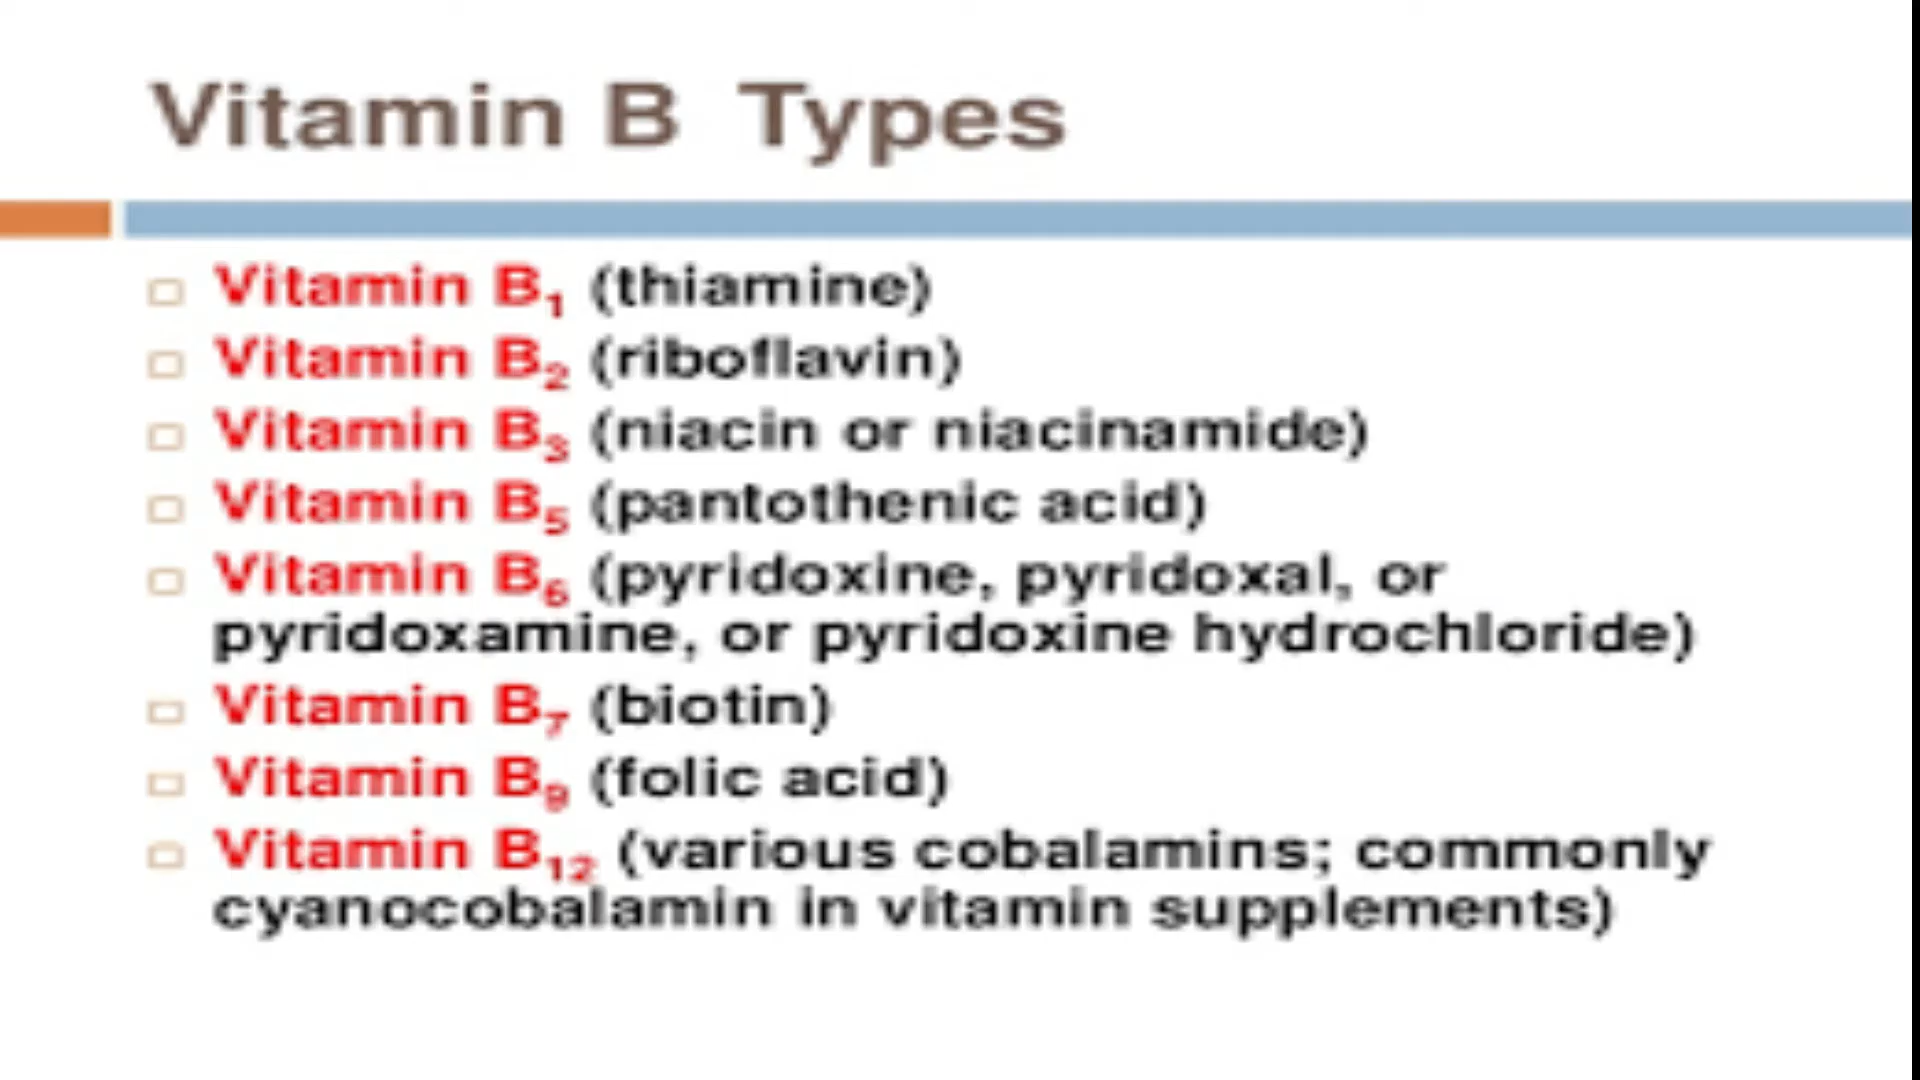 Vitamin B Types
Vitamin B₁ (thiamine)
Vitamin B₂ (riboflavin)
Vitamin B₃ (niacin or niacinamide)
Vitamin B₅ (pantothenic acid)
Vitamin B₆ (pyridoxine, pyridoxal, or
pyridoxamine, or pyridoxine hydrochloride)
Vitamin B₇ (biotin)
Vitamin B₉ (folic acid)
Vitamin B₁₂ (various cobalamins; commonly
cyanocobalamin in vitamin supplements)